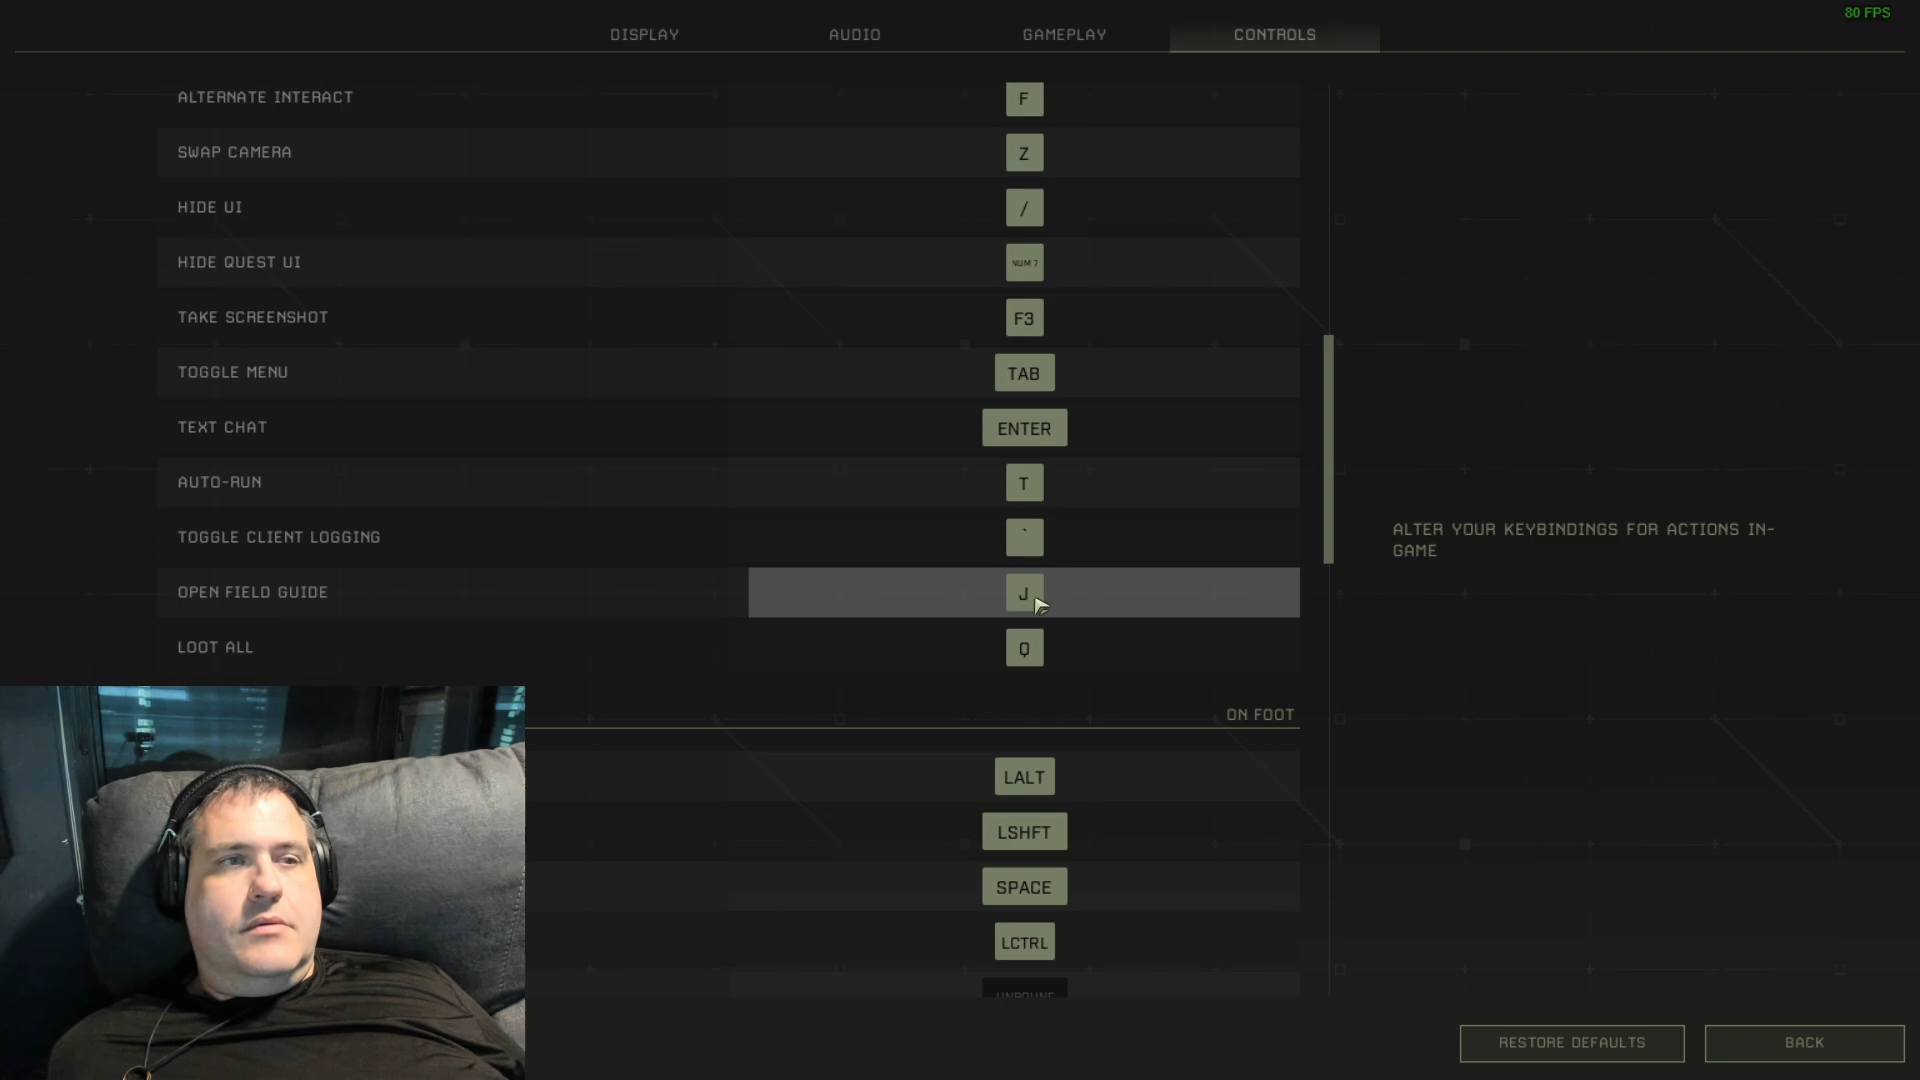 80 FPS
DISPLAY
AUDIO
GAMEPLAY
CONTROLS
ALTERNATE INTERACT
F
SWAP CAMERA
Z
HIDE UI
/
HIDE QUEST UI
NUM 7
TAKE SCREENSHOT
F3
TOGGLE MENU
TAB
TEXT CHAT
ENTER
AUTO-RUN
T
TOGGLE CLIENT LOGGING
`
OPEN FIELD GUIDE
J
LOOT ALL
Q
ALTER YOUR KEYBINDINGS FOR ACTIONS IN-
GAME
ON FOOT
LALT
LSHFT
SPACE
LCTRL
RESTORE DEFAULTS
BACK